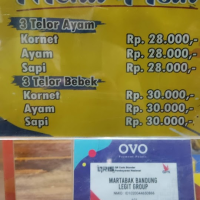 3 Telor Ayam
Kornet Rp. 28.000,-
Ayam Rp. 28.000,-
Sapi Rp. 28.000,-
3 Telor Bebek
Kornet Rp. 30.000,-
Ayam Rp. 30.000,-
Sapi Rp. 30.000,-
OVO
MARTABAK BANDUNG
LEGIT GROUP